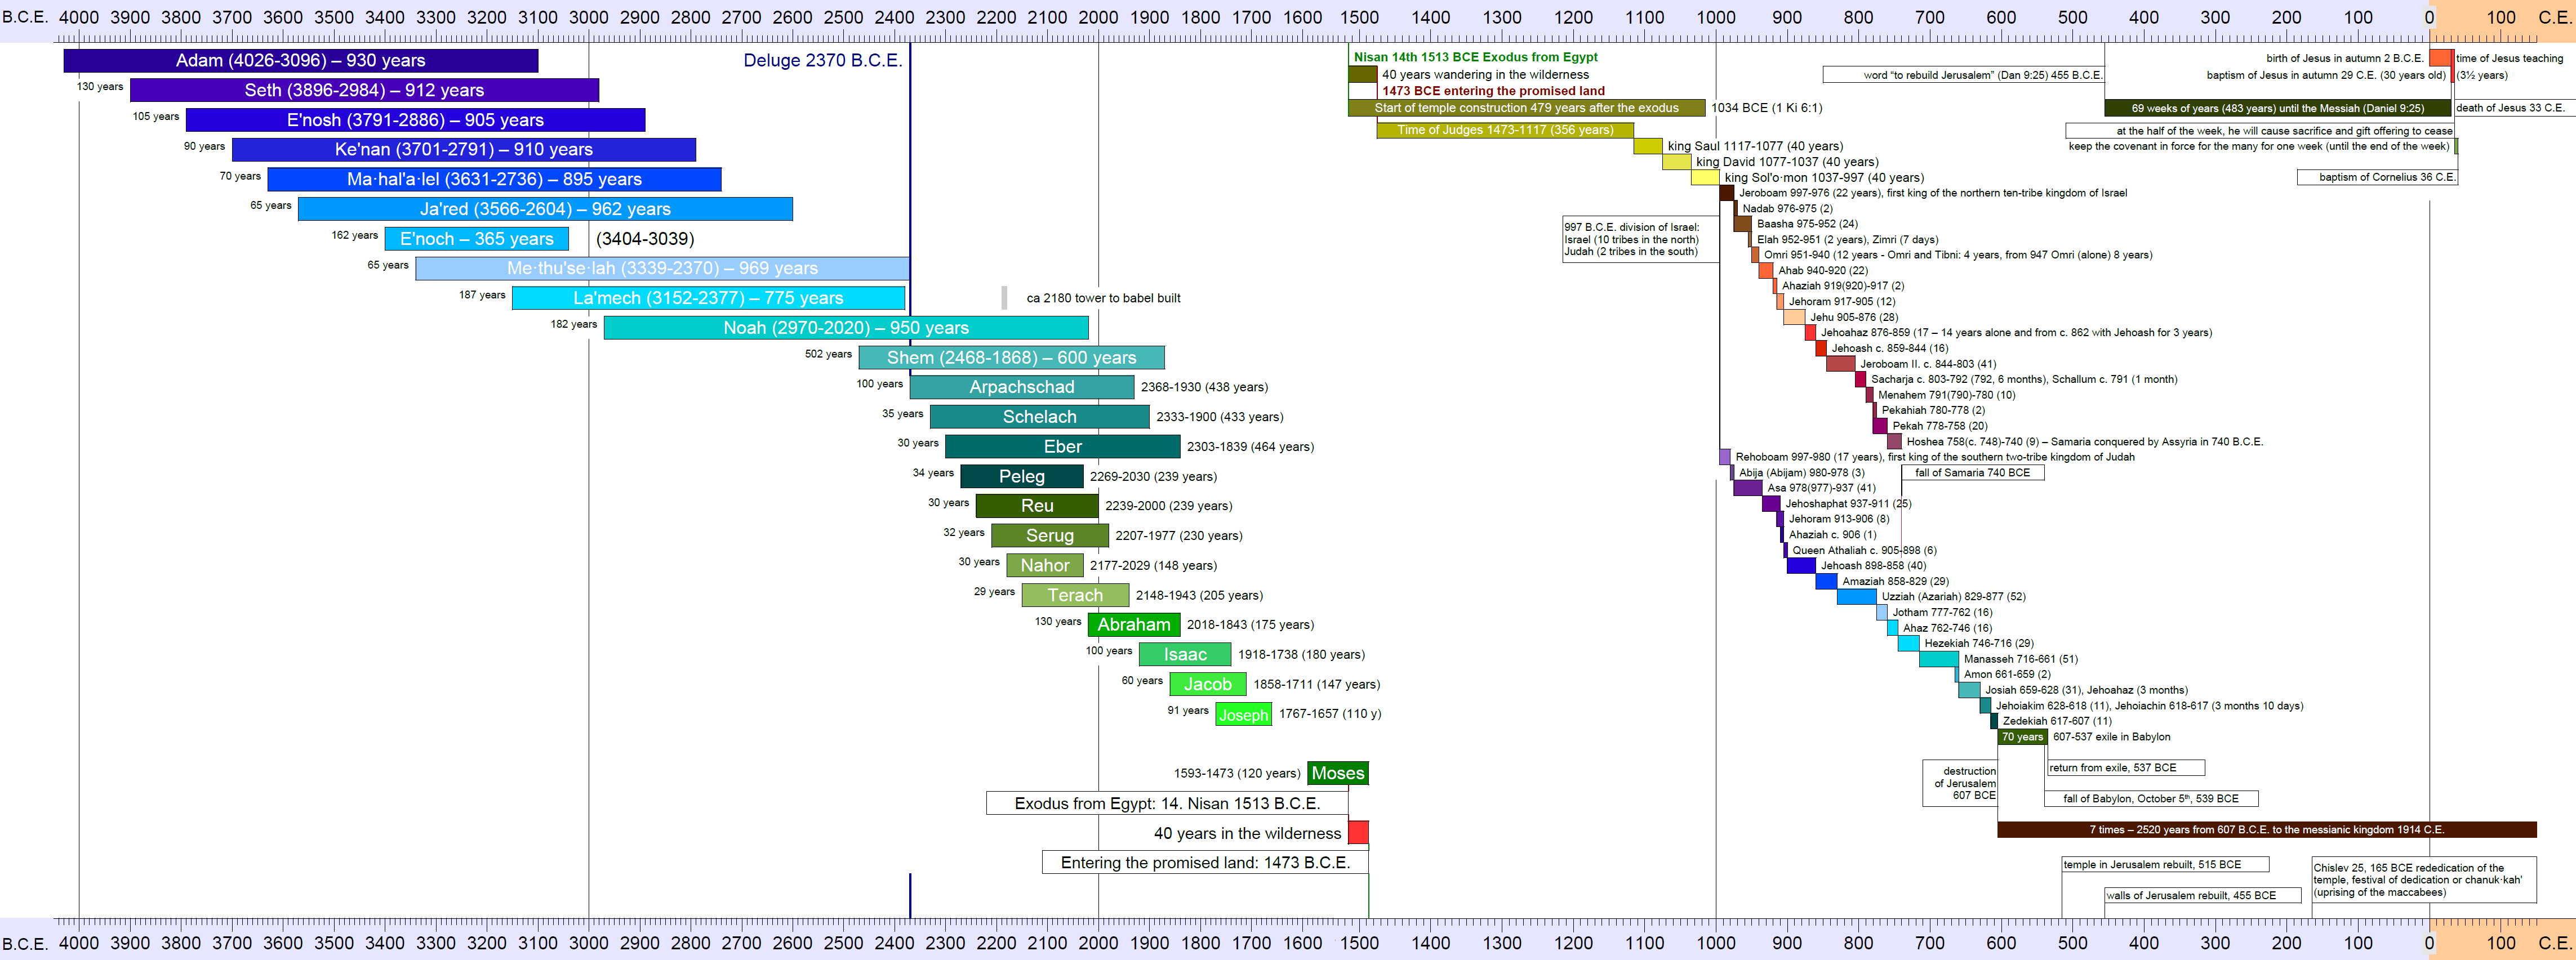 B.C.E. 4000 3900 3800 3700 3600 3500 3400 3300 3200 3100 3000 2900 2800 2700 2600 2500 2400 2300 2200 2100 2000 1900 1800 1700 1600 1500 1400 1300 1200 1100 1000 900 800 700 600 500 400 300 200 100 0 100 C.E.
Adam (4026-3096) – 930 years
130 years
Seth (3896-2984) – 912 years
105 years
E'nosh (3791-2886) – 905 years
90 years
Ke'nan (3701-2791) – 910 years
70 years
Ma·hal'a·lel (3631-2736) – 895 years
65 years
Ja'red (3566-2604) – 962 years
162 years
E'noch – 365 years
(3404-3039)
65 years
Me·thu'se·lah (3339-2370) – 969 years
187 years
La'mech (3152-2377) – 775 years
182 years
Noah (2970-2020) – 950 years
Deluge 2370 B.C.E.
ca 2180 tower to babel built
502 years
Shem (2468-1868) – 600 years
100 years
Arpachschad
2368-1930 (438 years)
35 years
Schelach
2333-1900 (433 years)
30 years
Eber
2303-1839 (464 years)
34 years
Peleg
2269-2030 (239 years)
30 years
Reu
2239-2000 (239 years)
32 years
Serug
2207-1977 (230 years)
30 years
Nahor
2177-2029 (148 years)
29 years
Terach
2148-1943 (205 years)
130 years
Abraham
2018-1843 (175 years)
100 years
Isaac
1918-1738 (180 years)
60 years
Jacob
1858-1711 (147 years)
91 years
Joseph
1767-1657 (110 y)
1593-1473 (120 years)
Moses
Exodus from Egypt: 14. Nisan 1513 B.C.E.
40 years in the wilderness
Entering the promised land: 1473 B.C.E.
Nisan 14th 1513 BCE Exodus from Egypt
40 years wandering in the wilderness
1473 BCE entering the promised land
Start of temple construction 479 years after the exodus
1034 BCE (1 Ki 6:1)
Time of Judges 1473-1117 (356 years)
king Saul 1117-1077 (40 years)
king David 1077-1037 (40 years)
king Sol'o·mon 1037-997 (40 years)
997 B.C.E. division of Israel:
Israel (10 tribes in the north)
Judah (2 tribes in the south)
Jeroboam 997-976 (22 years), first king of the northern ten-tribe kingdom of Israel
Nadab 976-975 (2)
Baasha 975-952 (24)
Elah 952-951 (2 years), Zimri (7 days)
Omri 951-940 (12 years - Omri and Tibni: 4 years, from 947 Omri (alone) 8 years)
Ahab 940-920 (22)
Ahaziah 919(920)-917 (2)
Jehoram 917-905 (12)
Jehu 905-876 (28)
Jehoahaz 876-859 (17 – 14 years alone and from c. 862 with Jehoash for 3 years)
Jehoash c. 859-844 (16)
Jeroboam II. c. 844-803 (41)
Sacharja c. 803-792 (792, 6 months), Schallum c. 791 (1 month)
Menahem 791(790)-780 (10)
Pekahiah 780-778 (2)
Pekah 778-758 (20)
Hoshea 758(c. 748)-740 (9) – Samaria conquered by Assyria in 740 B.C.E.
Rehoboam 997-980 (17 years), first king of the southern two-tribe kingdom of Judah
Abija (Abijam) 980-978 (3)
fall of Samaria 740 BCE
Asa 978(977)-937 (41)
Jehoshaphat 937-911 (25)
Jehoram 913-906 (8)
Ahaziah c. 906 (1)
Queen Athaliah c. 905-898 (6)
Jehoash 898-858 (40)
Amaziah 858-829 (29)
Uzziah (Azariah) 829-877 (52)
Jotham 777-762 (16)
Ahaz 762-746 (16)
Hezekiah 746-716 (29)
Manasseh 716-661 (51)
Amon 661-659 (2)
Josiah 659-628 (31), Jehoahaz (3 months)
Jehoiakim 628-618 (11), Jehoiachin 618-617 (3 months 10 days)
Zedekiah 617-607 (11)
70 years
607-537 exile in Babylon
destruction
of Jerusalem
607 BCE
return from exile, 537 BCE
fall of Babylon, October 5th, 539 BCE
7 times – 2520 years from 607 B.C.E. to the messianic kingdom 1914 C.E.
temple in Jerusalem rebuilt, 515 BCE
walls of Jerusalem rebuilt, 455 BCE
Chislev 25, 165 BCE rededication of the
temple, festival of dedication or chanuk·kah'
(uprising of the maccabees)
birth of Jesus in autumn 2 B.C.E.
time of Jesus teaching
(3½ years)
word “to rebuild Jerusalem” (Dan 9:25) 455 B.C.E.
baptism of Jesus in autumn 29 C.E. (30 years old)
69 weeks of years (483 years) until the Messiah (Daniel 9:25)
death of Jesus 33 C.E.
at the half of the week, he will cause sacrifice and gift offering to cease
keep the covenant in force for the many for one week (until the end of the week)
baptism of Cornelius 36 C.E.
B.C.E. 4000 3900 3800 3700 3600 3500 3400 3300 3200 3100 3000 2900 2800 2700 2600 2500 2400 2300 2200 2100 2000 1900 1800 1700 1600 1500 1400 1300 1200 1100 1000 900 800 700 600 500 400 300 200 100 0 100 C.E.